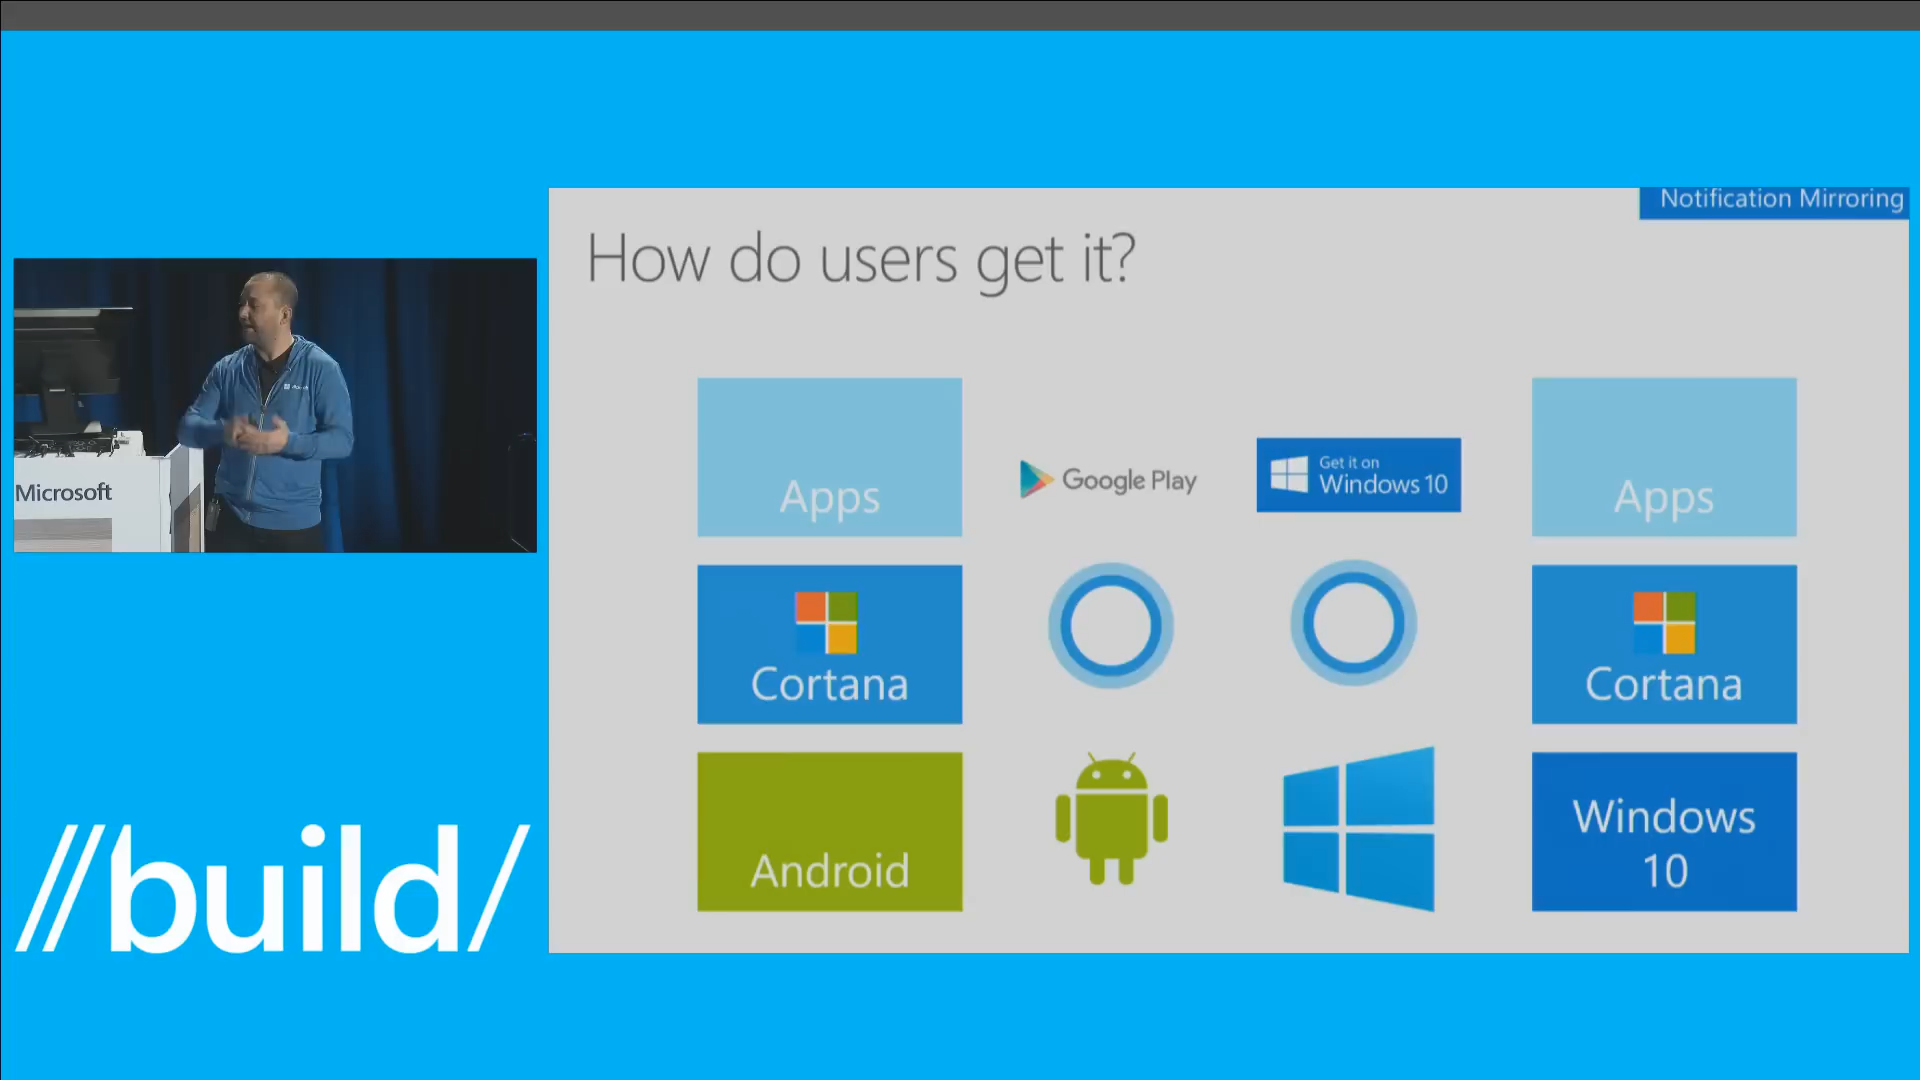 Notification Mirroring
How do users get it?
Apps
Google Play
Get it on
Windows 10
Apps
Cortana
Cortana
Android
Windows
10
Microsoft
//build/